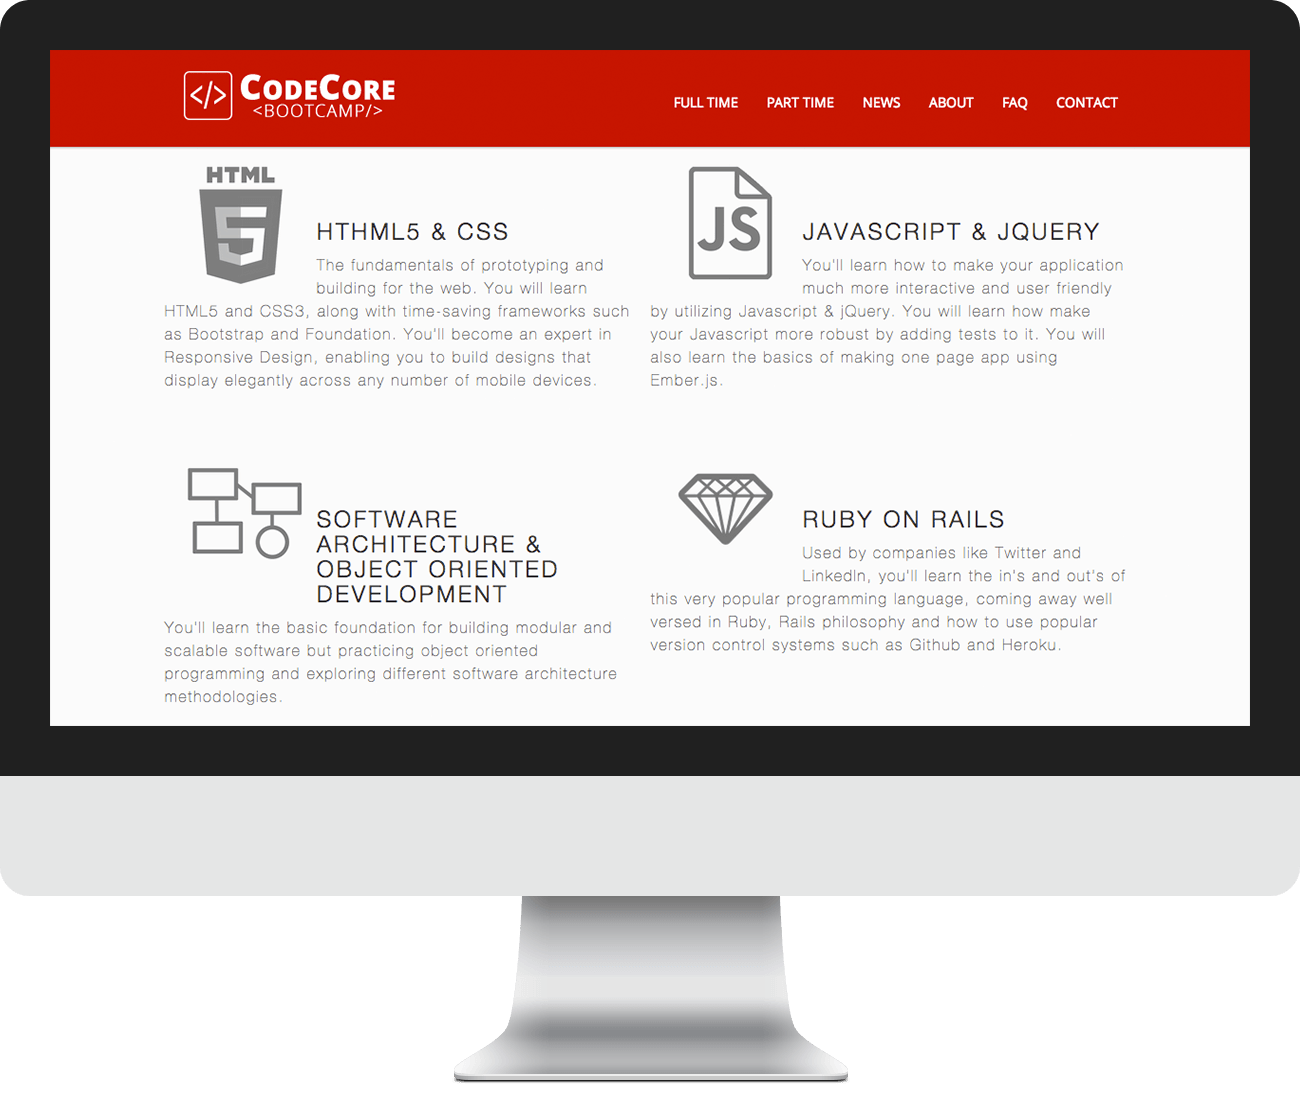 </> CODECORE
<BOOTCAMP/>
FULL TIME PART TIME NEWS ABOUT FAQ CONTACT
HTML
5
HTHML5 & CSS
The fundamentals of prototyping and
building for the web. You will learn
HTML5 and CSS3, along with time-saving frameworks such
as Bootstrap and Foundation. You'll become an expert in
Responsive Design, enabling you to build designs that
display elegantly across any number of mobile devices.
JS
JAVASCRIPT & JQUERY
You'll learn how to make your application
much more interactive and user friendly
by utilizing Javascript & jQuery. You will learn how make
your Javascript more robust by adding tests to it. You will
also learn the basics of making one page app using
Ember.js.
SOFTWARE
ARCHITECTURE &
OBJECT ORIENTED
DEVELOPMENT
You'll learn the basic foundation for building modular and
scalable software but practicing object oriented
programming and exploring different software architecture
methodologies.
RUBY ON RAILS
Used by companies like Twitter and
LinkedIn, you'll learn the in's and out's of
this very popular programming language, coming away well
versed in Ruby, Rails philosophy and how to use popular
version control systems such as Github and Heroku.